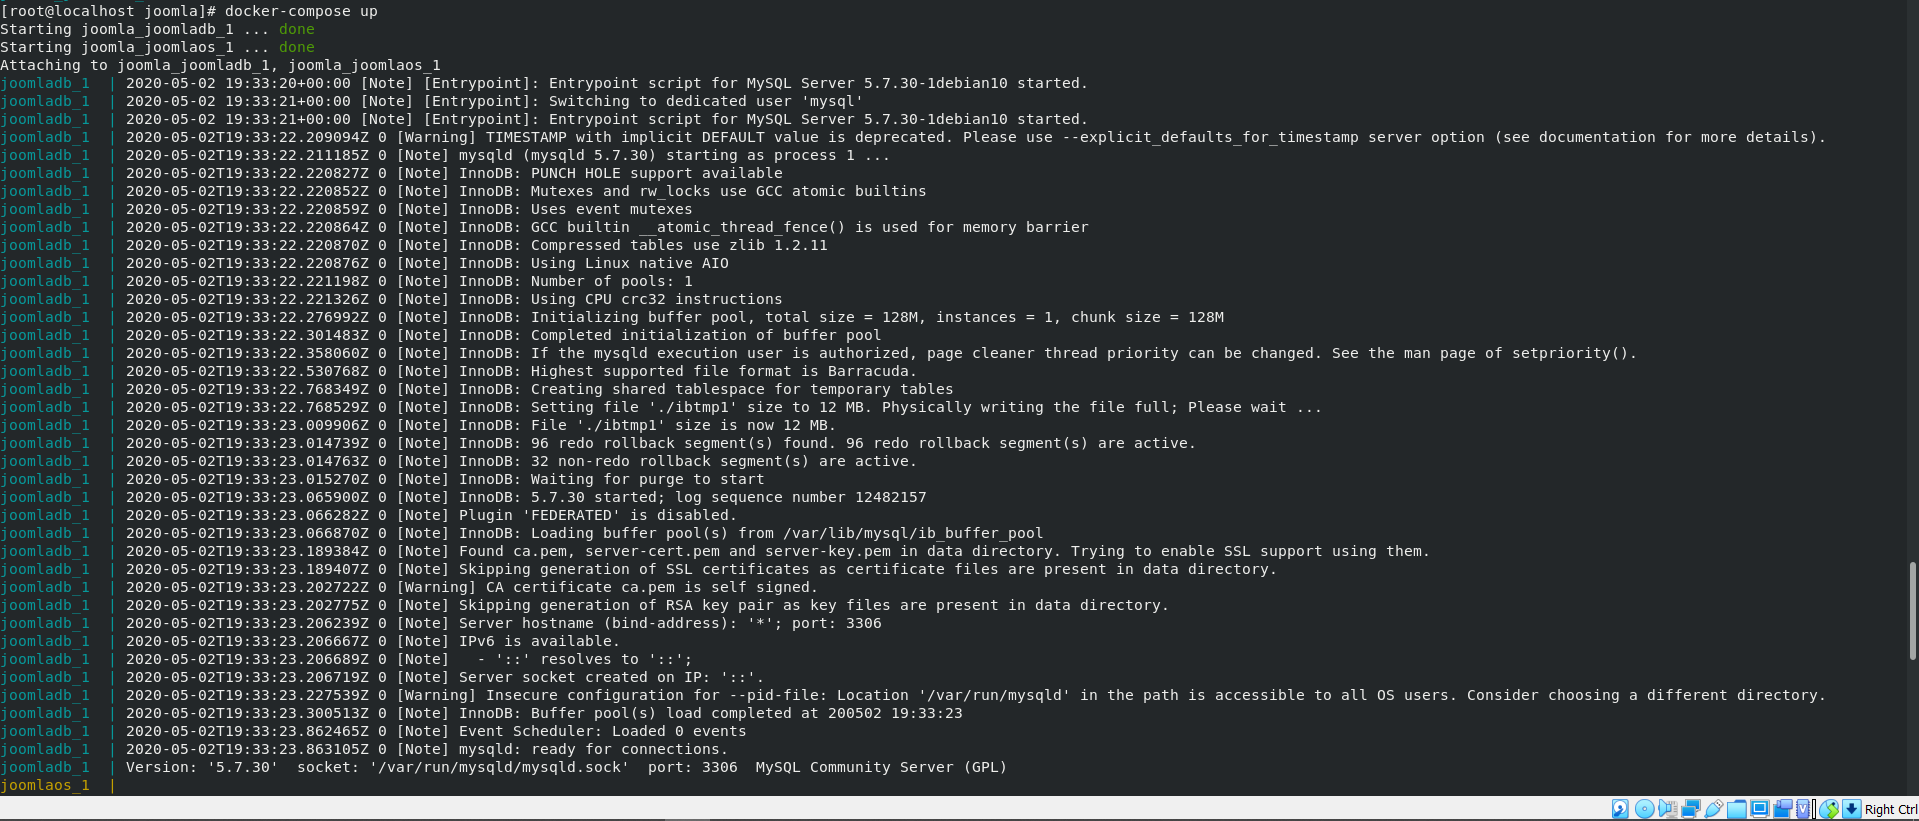 [root@localhost joomla]# docker-compose up
Starting joomla_joomladb_1 ... done
Starting joomla_joomlaos_1 ... done
Attaching to joomla_joomladb_1, joomla_joomlaos_1
joomladb_1  | 2020-05-02 19:33:20+00:00 [Note] [Entrypoint]: Entrypoint script for MySQL Server 5.7.30-1debian10 started.
joomladb_1  | 2020-05-02 19:33:21+00:00 [Note] [Entrypoint]: Switching to dedicated user 'mysql'
joomladb_1  | 2020-05-02 19:33:21+00:00 [Note] [Entrypoint]: Entrypoint script for MySQL Server 5.7.30-1debian10 started.
joomladb_1  | 2020-05-02T19:33:22.209094Z 0 [Warning] TIMESTAMP with implicit DEFAULT value is deprecated. Please use --explicit_defaults_for_timestamp server option (see documentation for more details).
joomladb_1  | 2020-05-02T19:33:22.211185Z 0 [Note] mysqld (mysqld 5.7.30) starting as process 1 ...
joomladb_1  | 2020-05-02T19:33:22.220827Z 0 [Note] InnoDB: PUNCH HOLE support available
joomladb_1  | 2020-05-02T19:33:22.220852Z 0 [Note] InnoDB: Mutexes and rw_locks use GCC atomic builtins
joomladb_1  | 2020-05-02T19:33:22.220859Z 0 [Note] InnoDB: Uses event mutexes
joomladb_1  | 2020-05-02T19:33:22.220864Z 0 [Note] InnoDB: GCC builtin __atomic_thread_fence() is used for memory barrier
joomladb_1  | 2020-05-02T19:33:22.220870Z 0 [Note] InnoDB: Compressed tables use zlib 1.2.11
joomladb_1  | 2020-05-02T19:33:22.220876Z 0 [Note] InnoDB: Using Linux native AIO
joomladb_1  | 2020-05-02T19:33:22.221198Z 0 [Note] InnoDB: Number of pools: 1
joomladb_1  | 2020-05-02T19:33:22.221326Z 0 [Note] InnoDB: Using CPU crc32 instructions
joomladb_1  | 2020-05-02T19:33:22.276992Z 0 [Note] InnoDB: Initializing buffer pool, total size = 128M, instances = 1, chunk size = 128M
joomladb_1  | 2020-05-02T19:33:22.301483Z 0 [Note] InnoDB: Completed initialization of buffer pool
joomladb_1  | 2020-05-02T19:33:22.358060Z 0 [Note] InnoDB: If the mysqld execution user is authorized, page cleaner thread priority can be changed. See the man page of setpriority().
joomladb_1  | 2020-05-02T19:33:22.530768Z 0 [Note] InnoDB: Highest supported file format is Barracuda.
joomladb_1  | 2020-05-02T19:33:22.768349Z 0 [Note] InnoDB: Creating shared tablespace for temporary tables
joomladb_1  | 2020-05-02T19:33:22.768529Z 0 [Note] InnoDB: Setting file './ibtmp1' size to 12 MB. Physically writing the file full; Please wait ...
joomladb_1  | 2020-05-02T19:33:23.009906Z 0 [Note] InnoDB: File './ibtmp1' size is now 12 MB.
joomladb_1  | 2020-05-02T19:33:23.014739Z 0 [Note] InnoDB: 96 redo rollback segment(s) found. 96 redo rollback segment(s) are active.
joomladb_1  | 2020-05-02T19:33:23.014763Z 0 [Note] InnoDB: 32 non-redo rollback segment(s) are active.
joomladb_1  | 2020-05-02T19:33:23.015270Z 0 [Note] InnoDB: Waiting for purge to start
joomladb_1  | 2020-05-02T19:33:23.065900Z 0 [Note] InnoDB: 5.7.30 started; log sequence number 12482157
joomladb_1  | 2020-05-02T19:33:23.066282Z 0 [Note] Plugin 'FEDERATED' is disabled.
joomladb_1  | 2020-05-02T19:33:23.066870Z 0 [Note] InnoDB: Loading buffer pool(s) from /var/lib/mysql/ib_buffer_pool
joomladb_1  | 2020-05-02T19:33:23.189384Z 0 [Note] Found ca.pem, server-cert.pem and server-key.pem in data directory. Trying to enable SSL support using them.
joomladb_1  | 2020-05-02T19:33:23.189407Z 0 [Note] Skipping generation of SSL certificates as certificate files are present in data directory.
joomladb_1  | 2020-05-02T19:33:23.202722Z 0 [Warning] CA certificate ca.pem is self signed.
joomladb_1  | 2020-05-02T19:33:23.202775Z 0 [Note] Skipping generation of RSA key pair as key files are present in data directory.
joomladb_1  | 2020-05-02T19:33:23.206239Z 0 [Note] Server hostname (bind-address): '*'; port: 3306
joomladb_1  | 2020-05-02T19:33:23.206667Z 0 [Note] IPv6 is available.
joomladb_1  | 2020-05-02T19:33:23.206689Z 0 [Note]   - '::' resolves to '::';
joomladb_1  | 2020-05-02T19:33:23.206719Z 0 [Note] Server socket created on IP: '::'.
joomladb_1  | 2020-05-02T19:33:23.227539Z 0 [Warning] Insecure configuration for --pid-file: Location '/var/run/mysqld' in the path is accessible to all OS users. Consider choosing a different directory.
joomladb_1  | 2020-05-02T19:33:23.300513Z 0 [Note] InnoDB: Buffer pool(s) load completed at 200502 19:33:23
joomladb_1  | 2020-05-02T19:33:23.862465Z 0 [Note] Event Scheduler: Loaded 0 events
joomladb_1  | 2020-05-02T19:33:23.863105Z 0 [Note] mysqld: ready for connections.
joomladb_1  | Version: '5.7.30'  socket: '/var/run/mysqld/mysqld.sock'  port: 3306  MySQL Community Server (GPL)
joomlaos_1  |
Right Ctrl